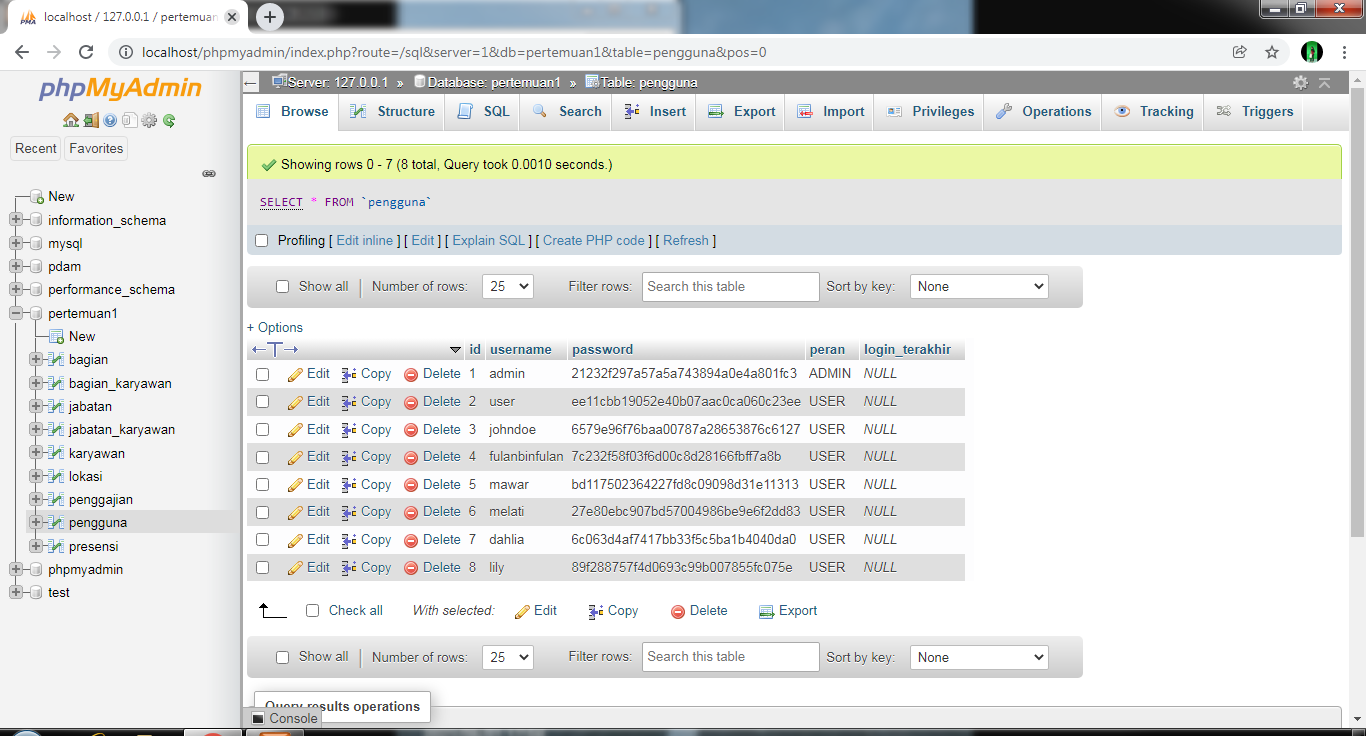 localhost / 127.0.0.1 / pertemuan
localhost/phpmyadmin/index.php?route=/sql&server=1&db=pertemuan1&table=pengguna&pos=0
phpMyAdmin
Recent Favorites
New
information_schema
mysql
pdam
performance_schema
pertemuan1
New
bagian
bagian_karyawan
jabatan
jabatan_karyawan
karyawan
lokasi
penggajian
pengguna
presensi
phpmyadmin
test
Server: 127.0.0.1 » Database: pertemuan1 » Table: pengguna
Browse Structure SQL Search Insert Export Import Privileges Operations Tracking Triggers
Showing rows 0 - 7 (8 total, Query took 0.0010 seconds.)
SELECT * FROM `pengguna`
Profiling [ Edit inline ] [ Edit ] [ Explain SQL ] [ Create PHP code ] [ Refresh ]
Show all Number of rows: 25 Filter rows: Search this table Sort by key: None
+ Options
id username password peran login_terakhir
Edit Copy Delete 1 admin 21232f297a57a5a743894a0e4a801fc3 ADMIN NULL
Edit Copy Delete 2 user ee11cbb19052e40b07aac0ca060c23ee USER NULL
Edit Copy Delete 3 johndoe 6579e96f76baa00787a28653876c6127 USER NULL
Edit Copy Delete 4 fulanbinfulan 7c232f58f03f6d00c8d28166fbff7a8b USER NULL
Edit Copy Delete 5 mawar bd117502364227fd8c09098d31e11313 USER NULL
Edit Copy Delete 6 melati 27e80ebc907bd57004986be9e6f2dd83 USER NULL
Edit Copy Delete 7 dahlia 6c063d4af7417bb33f5c5ba1b4040da0 USER NULL
Edit Copy Delete 8 lily 89f288757f4d0693c99b007855fc075e USER NULL
Check all With selected: Edit Copy Delete Export
Show all Number of rows: 25 Filter rows: Search this table Sort by key: None
Query results operations
Console